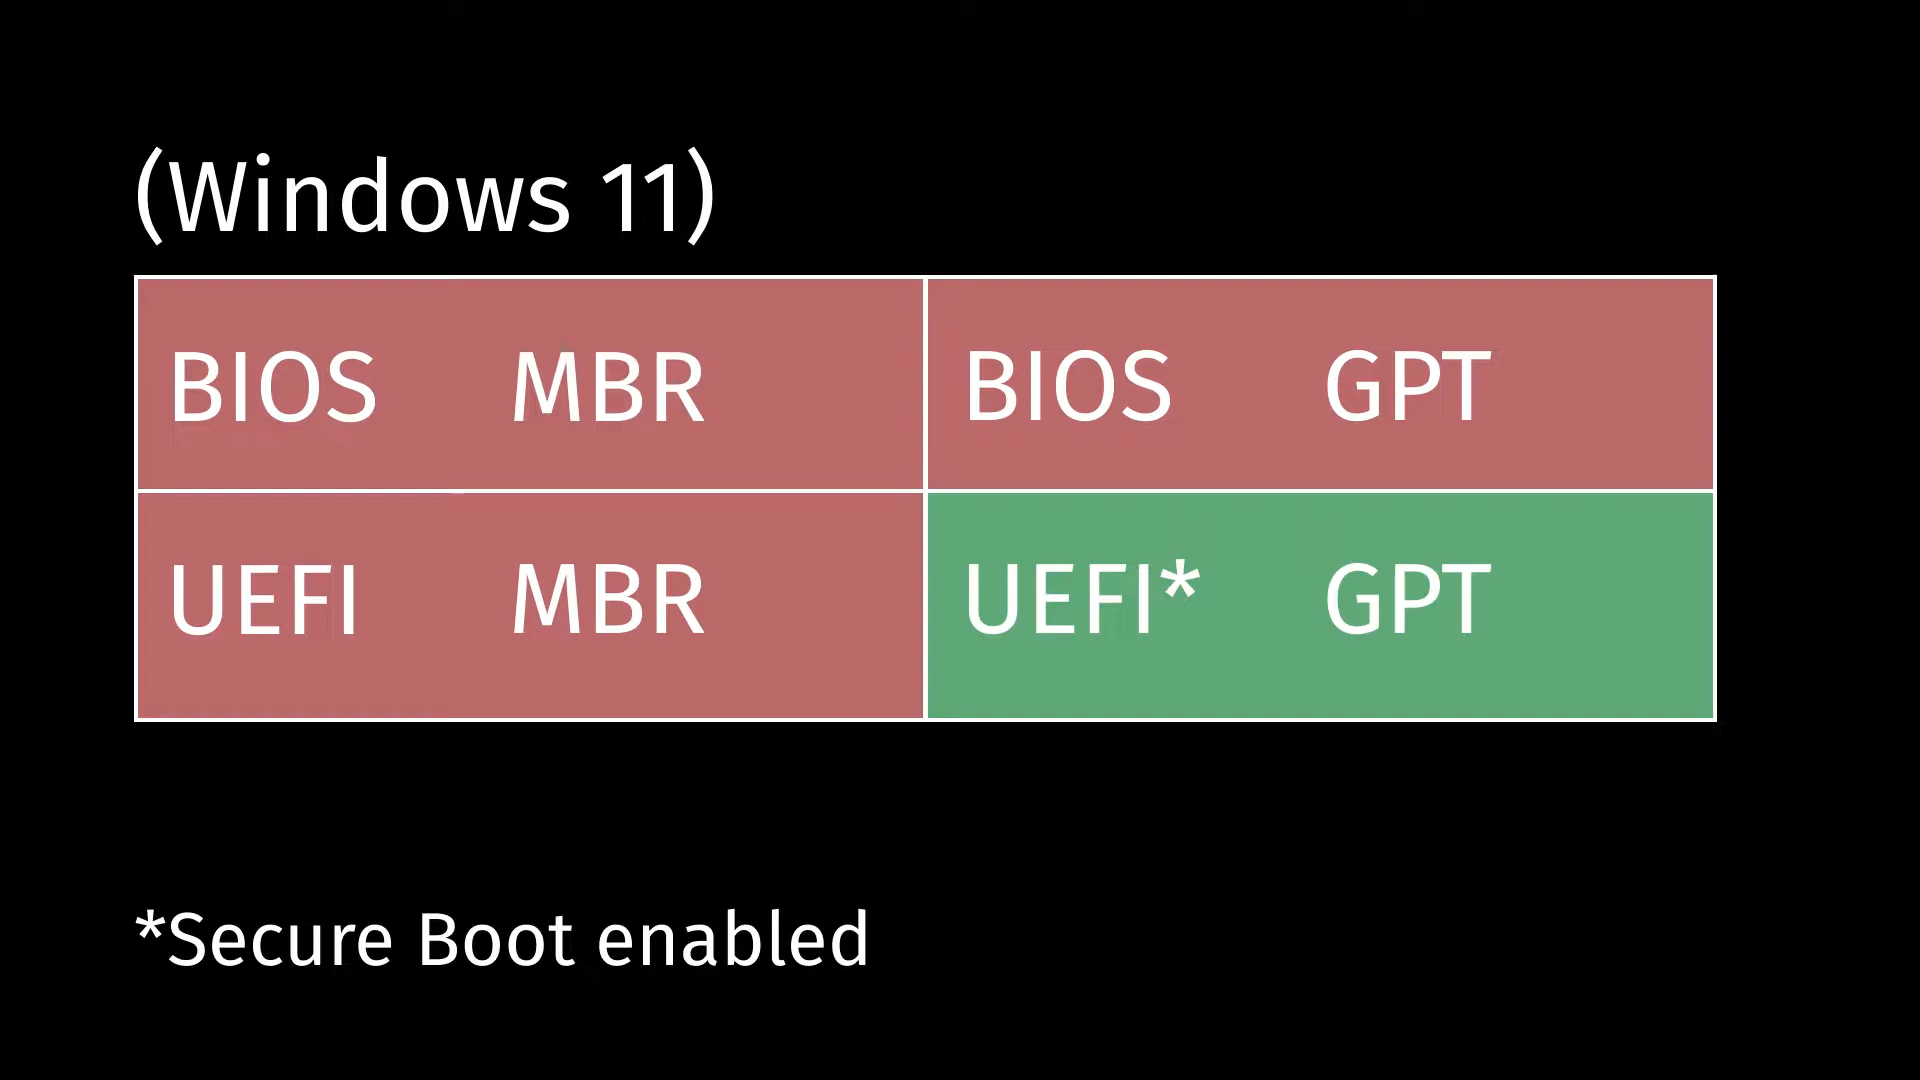 (Windows 11)
BIOS MBR BIOS GPT
UEFI MBR UEFI* GPT
*Secure Boot enabled